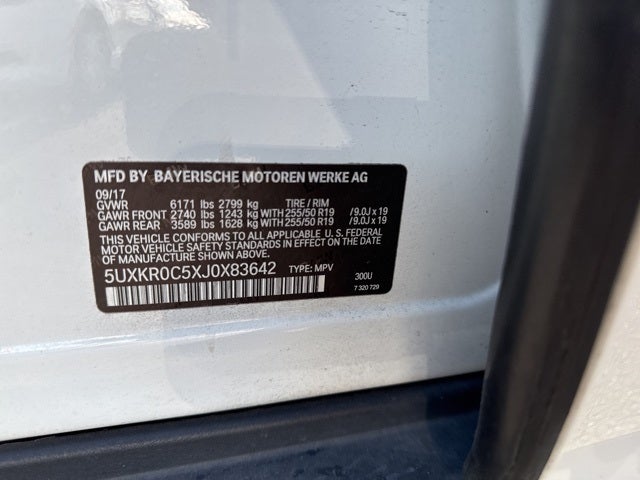 MFD BY BAYERISCHE MOTOREN WERKE AG
09/17
GVWR 6171 lbs 2799 kg TIRE / RIM
GAWR FRONT 2740 lbs 1243 kg WITH 255/50 R19 /9.0J x 19
GAWR REAR 3589 lbs 1628 kg WITH 255/50 R19 /9.0J x 19
THIS VEHICLE CONFORMS TO ALL APPLICABLE U. S. FEDERAL
MOTOR VEHICLE SAFETY STANDARDS IN EFFECT ON THE DATE
OF MANUFACTURE SHOWN ABOVE.
5UXKR0C5XJ0X83642 TYPE: MPV 300U
7 320 729